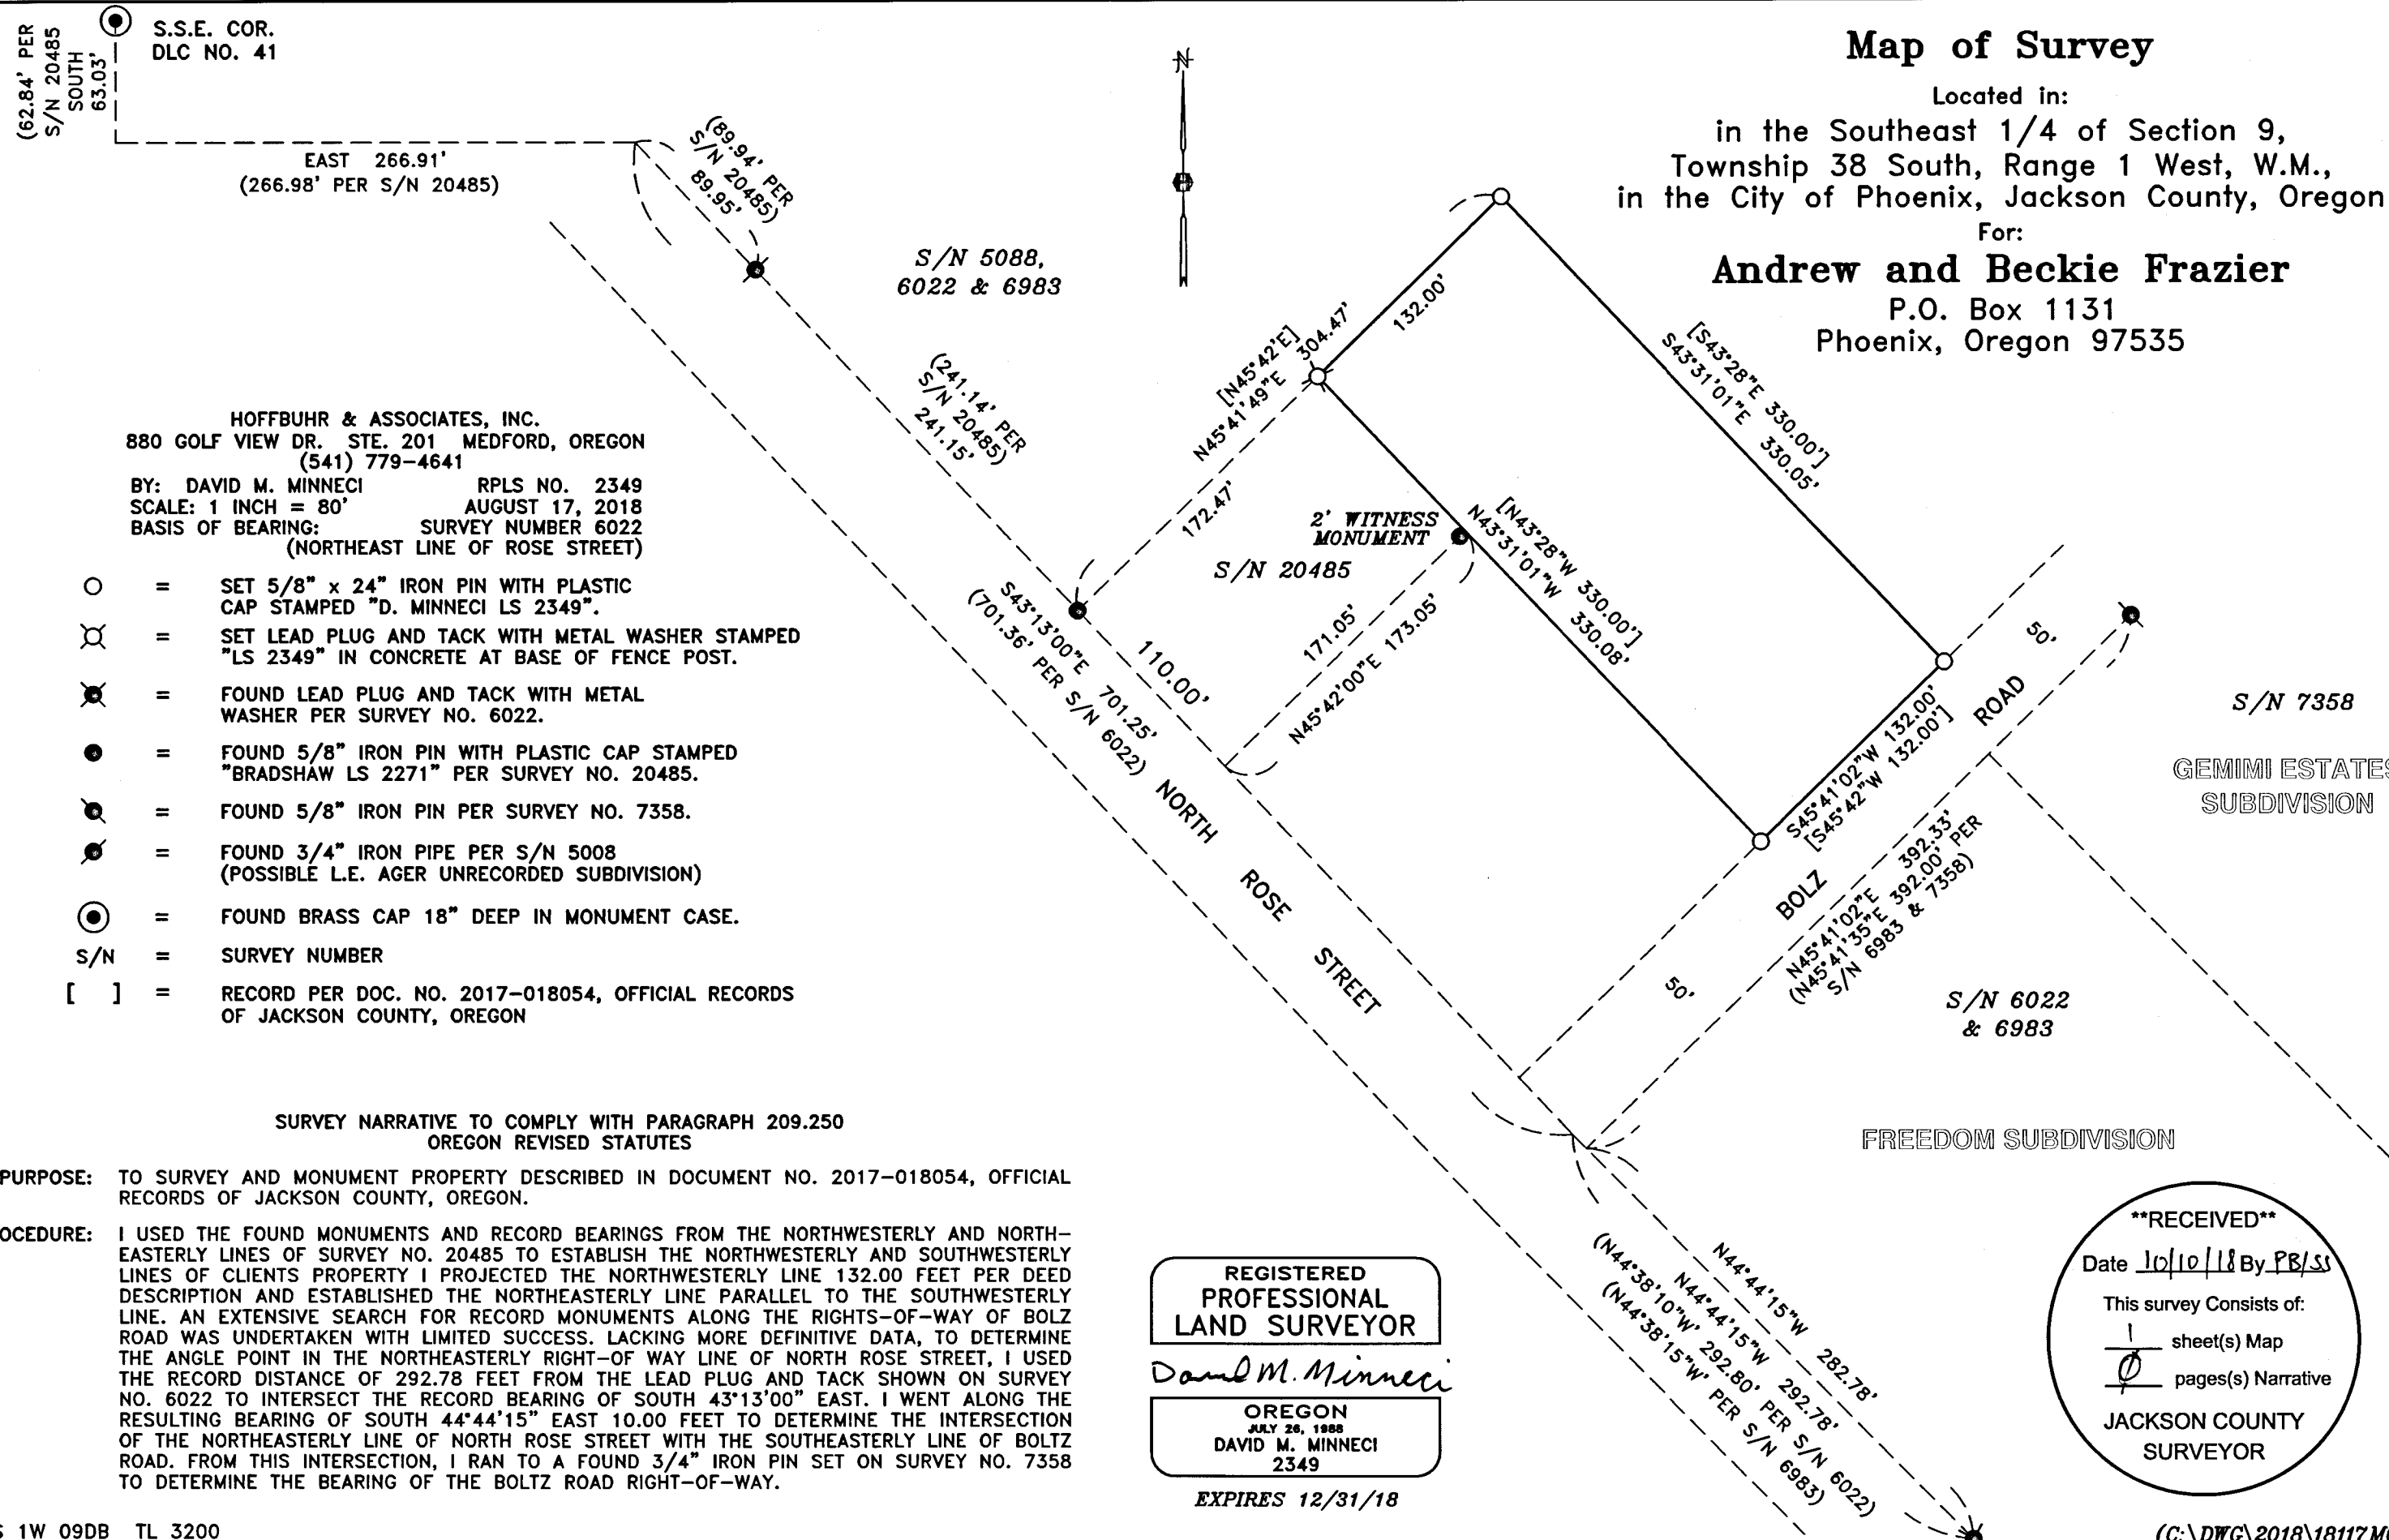 (62.84' PER
S/N 20485
SOUTH
63.03'
S.S.E. COR.
DLC NO. 41
EAST 266.91'
(266.98' PER S/N 20485)
(89.94' PER
S/N 20485)
89.95'
S/N 5088,
6022 & 6983
N
Map of Survey
Located in:
in the Southeast 1/4 of Section 9,
Township 38 South, Range 1 West, W.M.,
in the City of Phoenix, Jackson County, Oregon
For:
Andrew and Beckie Frazier
P.O. Box 1131
Phoenix, Oregon 97535
(241.14' PER
S/N 20485)
241.15'
[N45°42'E]
N45°41'49"E 304.47'
132.00'
172.47'
[S43°28"E 330.00']
S43°31'01"E 330.05'
HOFFBUHR & ASSOCIATES, INC.
880 GOLF VIEW DR. STE. 201 MEDFORD, OREGON
(541) 779-4641
BY: DAVID M. MINNECI RPLS NO. 2349
SCALE: 1 INCH = 80' AUGUST 17, 2018
BASIS OF BEARING: SURVEY NUMBER 6022
(NORTHEAST LINE OF ROSE STREET)
O = SET 5/8" x 24" IRON PIN WITH PLASTIC
CAP STAMPED "D. MINNECI LS 2349".
= SET LEAD PLUG AND TACK WITH METAL WASHER STAMPED
"LS 2349" IN CONCRETE AT BASE OF FENCE POST.
= FOUND LEAD PLUG AND TACK WITH METAL
WASHER PER SURVEY NO. 6022.
= FOUND 5/8" IRON PIN WITH PLASTIC CAP STAMPED
"BRADSHAW LS 2271" PER SURVEY NO. 20485.
= FOUND 5/8" IRON PIN PER SURVEY NO. 7358.
= FOUND 3/4" IRON PIPE PER S/N 5008
(POSSIBLE L.E. AGER UNRECORDED SUBDIVISION)
= FOUND BRASS CAP 18" DEEP IN MONUMENT CASE.
S/N = SURVEY NUMBER
[ ] = RECORD PER DOC. NO. 2017-018054, OFFICIAL RECORDS
OF JACKSON COUNTY, OREGON
2' WITNESS
MONUMENT
S/N 20485
[N43°28"W 330.00']
N43°31'01"W 330.08'
171.05'
N45°42'00"E 173.05'
S43°13'00"E 701.25'
(701.36' PER S/N 6022)
110.00'
NORTH
ROSE
STREET
S45°41'02"W 132.00'
[S45°42"W 132.00']
50'
ROAD
BOLZ
S/N 7358
GEMIMI ESTATES
SUBDIVISION
N45°41'02"E 392.33'
(N45°41'35"E 392.00' PER
S/N 6983 & 7358)
50'
S/N 6022
& 6983
FREEDOM SUBDIVISION
SURVEY NARRATIVE TO COMPLY WITH PARAGRAPH 209.250
OREGON REVISED STATUTES
PURPOSE: TO SURVEY AND MONUMENT PROPERTY DESCRIBED IN DOCUMENT NO. 2017-018054, OFFICIAL
RECORDS OF JACKSON COUNTY, OREGON.
OCEDURE: I USED THE FOUND MONUMENTS AND RECORD BEARINGS FROM THE NORTHWESTERLY AND NORTH-
EASTERLY LINES OF SURVEY NO. 20485 TO ESTABLISH THE NORTHWESTERLY AND SOUTHWESTERLY
LINES OF CLIENTS PROPERTY I PROJECTED THE NORTHWESTERLY LINE 132.00 FEET PER DEED
DESCRIPTION AND ESTABLISHED THE NORTHEASTERLY LINE PARALLEL TO THE SOUTHWESTERLY
LINE. AN EXTENSIVE SEARCH FOR RECORD MONUMENTS ALONG THE RIGHTS-OF-WAY OF BOLZ
ROAD WAS UNDERTAKEN WITH LIMITED SUCCESS. LACKING MORE DEFINITIVE DATA, TO DETERMINE
THE ANGLE POINT IN THE NORTHEASTERLY RIGHT-OF WAY LINE OF NORTH ROSE STREET, I USED
THE RECORD DISTANCE OF 292.78 FEET FROM THE LEAD PLUG AND TACK SHOWN ON SURVEY
NO. 6022 TO INTERSECT THE RECORD BEARING OF SOUTH 43°13'00" EAST. I WENT ALONG THE
RESULTING BEARING OF SOUTH 44°44'15" EAST 10.00 FEET TO DETERMINE THE INTERSECTION
OF THE NORTHEASTERLY LINE OF NORTH ROSE STREET WITH THE SOUTHEASTERLY LINE OF BOLTZ
ROAD. FROM THIS INTERSECTION, I RAN TO A FOUND 3/4" IRON PIN SET ON SURVEY NO. 7358
TO DETERMINE THE BEARING OF THE BOLTZ ROAD RIGHT-OF-WAY.
REGISTERED
PROFESSIONAL
LAND SURVEYOR
David M. Minneci
OREGON
JULY 26, 1988
DAVID M. MINNECI
2349
EXPIRES 12/31/18
N44°44'15"W 282.78'
N44°44'15"W 292.78'
(N44°38'10"W' 292.80' PER S/N 6022)
(N44°38'15"W' PER S/N 6983)
**RECEIVED**
Date 10/10/18 By PB/SS
This survey Consists of:
1 sheet(s) Map
0 pages(s) Narrative
JACKSON COUNTY
SURVEYOR
1W 09DB TL 3200
(C:\DWG\2018\18117M